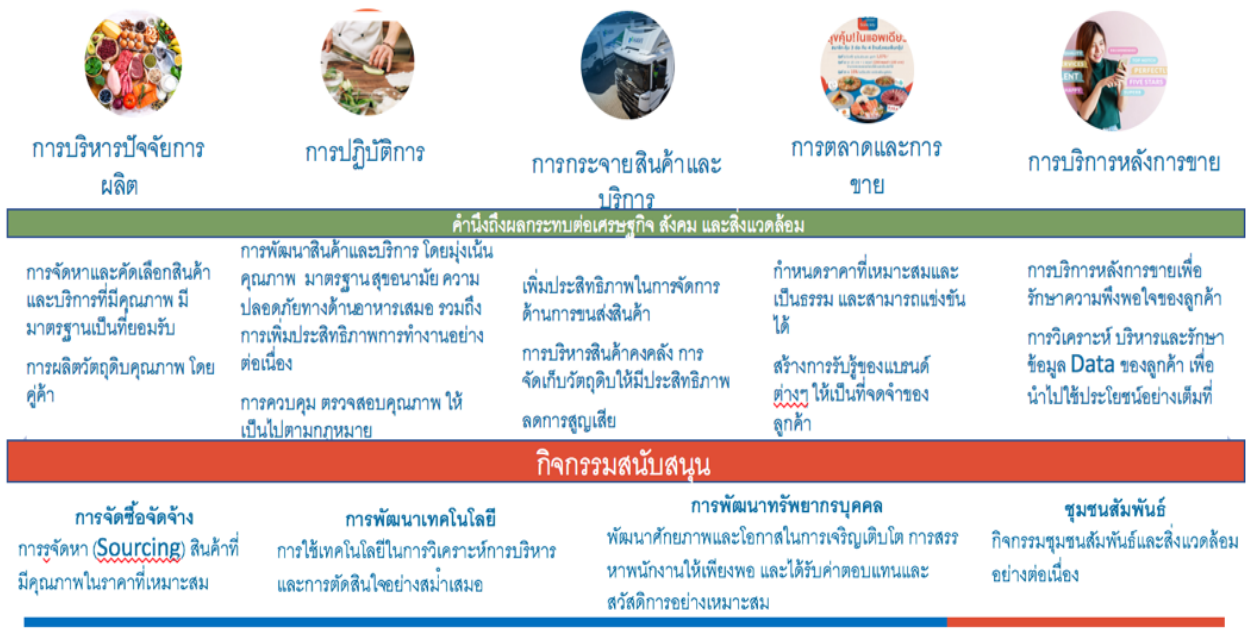 การบริหารปัจจัยการ
ผลิต
การปฏิบัติการ
การกระจายสินค้าและ
บริการ
การตลาดและการ
ขาย
การบริการหลังการขาย
คำนึงถึงผลกระทบต่อเศรษฐกิจ สังคม และสิ่งแวดล้อม
การจัดหาและคัดเลือกสินค้า
และบริการที่มีคุณภาพ มี
มาตรฐานเป็นที่ยอมรับ
การผลิตวัตถุดิบคุณภาพ โดย
คู่ค้า
การพัฒนาสินค้าและบริการ โดยมุ่งเน้น
คุณภาพ มาตรฐาน สุขอนามัย ความ
ปลอดภัยทางด้านอาหารเสมอ รวมถึง
การเพิ่มประสิทธิภาพการทำงานอย่าง
ต่อเนื่อง
การควบคุม ตรวจสอบคุณภาพ ให้
เป็นไปตามกฎหมาย
เพิ่มประสิทธิภาพในการจัดการ
ด้านการขนส่งสินค้า
การบริหารสินค้าคงคลัง การ
จัดเก็บวัตถุดิบให้มีประสิทธิภาพ
ลดการสูญเสีย
กำหนดราคาที่เหมาะสมและ
เป็นธรรม และสามารถแข่งขัน
ได้
สร้างการรับรู้ของแบรนด์
ต่างๆ ให้เป็นที่จดจำของ
ลูกค้า
การบริการหลังการขายเพื่อ
รักษาความพึงพอใจของลูกค้า
การวิเคราะห์ บริหารและรักษา
ข้อมูล Data ของลูกค้า เพื่อ
นำไปใช้ประโยชน์อย่างเต็มที่
กิจกรรมสนับสนุน
การจัดซื้อจัดจ้าง
การรจัดหา (Sourcing) สินค้าที่
มีคุณภาพในราคาที่เหมาะสม
การพัฒนาเทคโนโลยี
การใช้เทคโนโลยีในการวิเคราะห์การบริหาร
และการตัดสินใจอย่างสม่ำเสมอ
การพัฒนาทรัพยากรบุคคล
พัฒนาศักยภาพและโอกาสในการเจริญเติบโต การสรร
หาพนักงานให้เพียงพอ และได้รับค่าตอบแทนและ
สวัสดิการอย่างเหมาะสม
ชุมชนสัมพันธ์
กิจกรรมชุมชนสัมพันธ์และสิ่งแวดล้อม
อย่างต่อเนื่อง